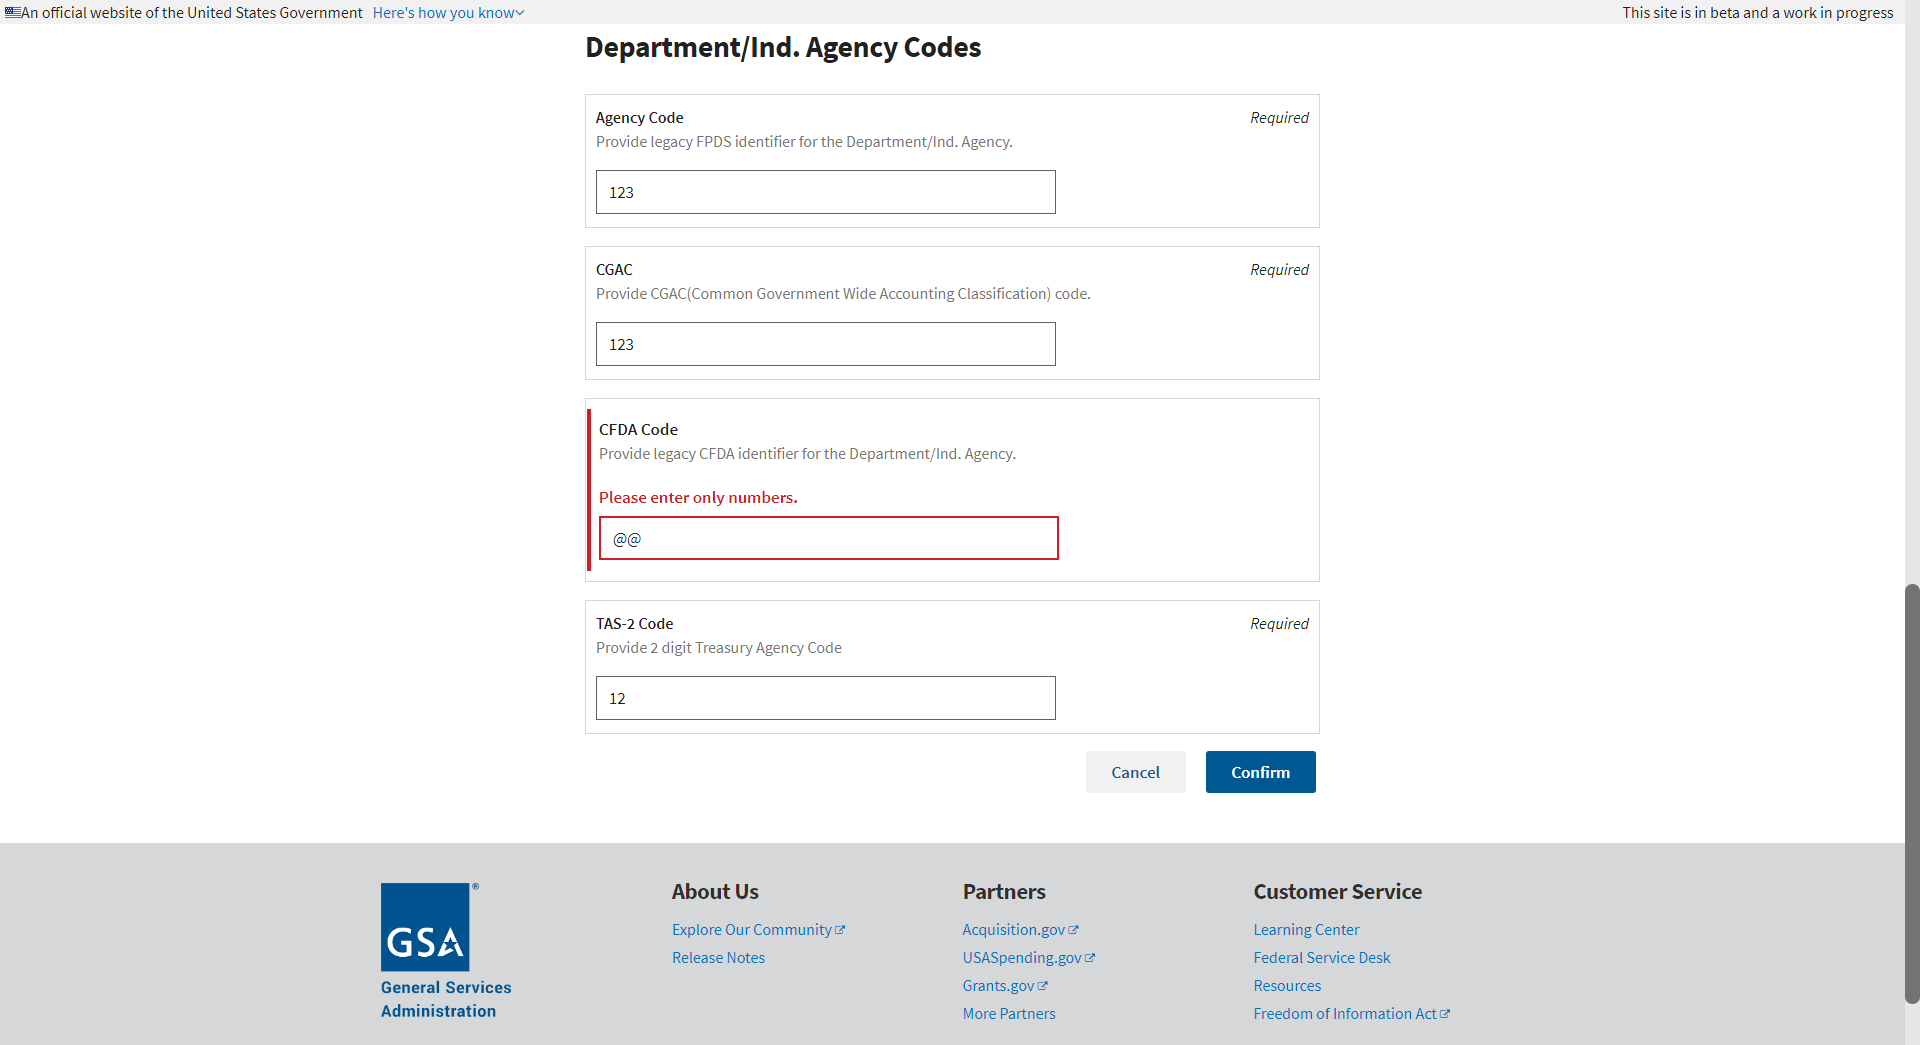 An official website of the United States Government Here's how you know
This site is in beta and a work in progress
Department/Ind. Agency Codes
Agency Code
Required
Provide legacy FPDS identifier for the Department/Ind. Agency.
123
CGAC
Required
Provide CGAC(Common Government Wide Accounting Classification) code.
123
CFDA Code
Provide legacy CFDA identifier for the Department/Ind. Agency.
Please enter only numbers.
@@
TAS-2 Code
Required
Provide 2 digit Treasury Agency Code
12
Cancel
Confirm
GSA®
General Services
Administration
About Us
Explore Our Community
Release Notes
Partners
Acquisition.gov
USASpending.gov
Grants.gov
More Partners
Customer Service
Learning Center
Federal Service Desk
Resources
Freedom of Information Act